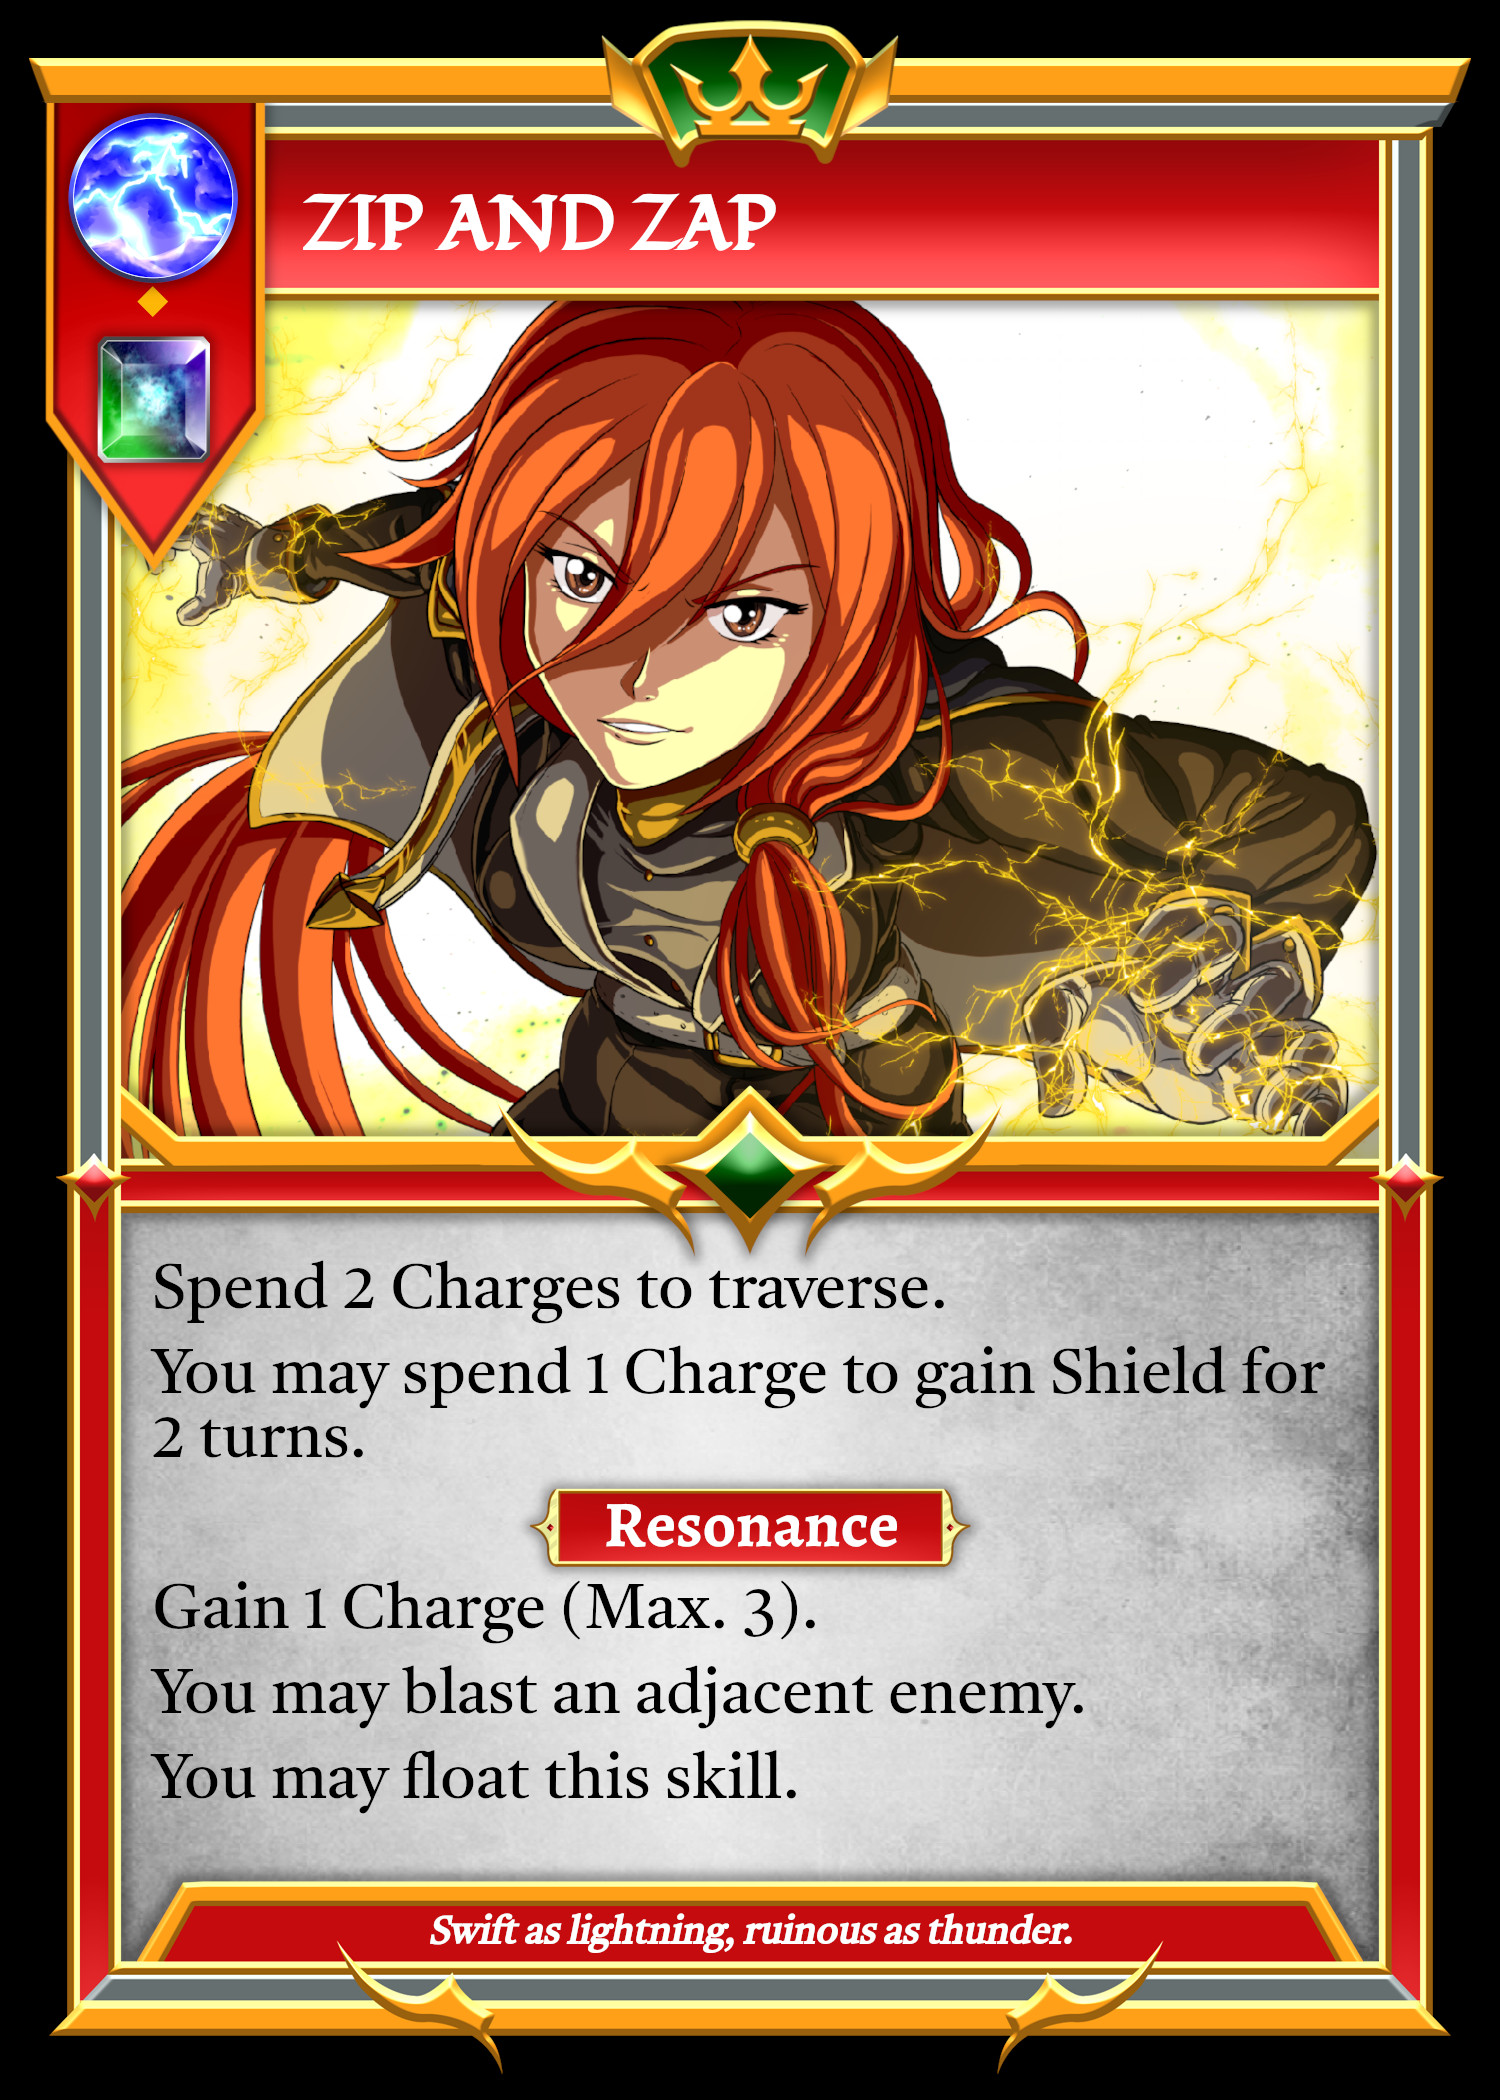 ZIP AND ZAP
Spend 2 Charges to traverse.
You may spend 1 Charge to gain Shield for
2 turns.
Resonance
Gain 1 Charge (Max. 3).
You may blast an adjacent enemy.
You may float this skill.
Swift as lightning, ruinous as thunder.